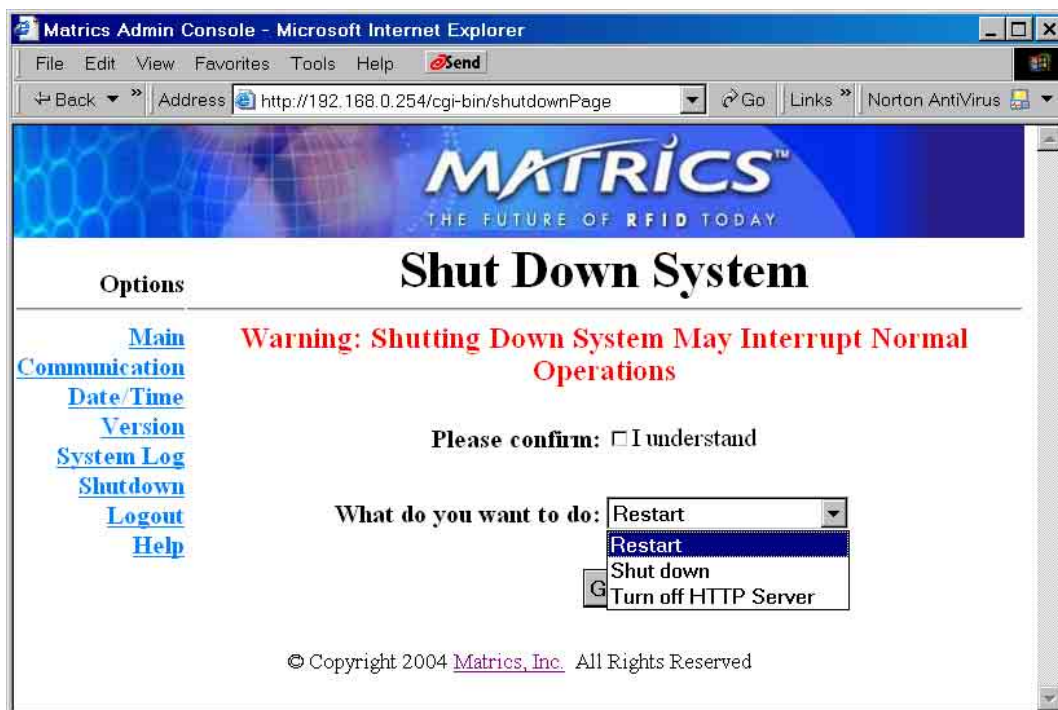 Matrics Admin Console - Microsoft Internet Explorer
File Edit View Favorites Tools Help Send
Back » Address http://192.168.0.254/cgi-bin/shutdownPage Go Links » Norton AntiVirus
MATRICS™
THE FUTURE OF RFID TODAY
Options
Shut Down System
Main
Communication
Date/Time
Version
System Log
Shutdown
Logout
Help
Warning: Shutting Down System May Interrupt Normal
Operations
Please confirm: I understand
What do you want to do: Restart
Restart
Shut down
Turn off HTTP Server
© Copyright 2004 Matrics, Inc. All Rights Reserved